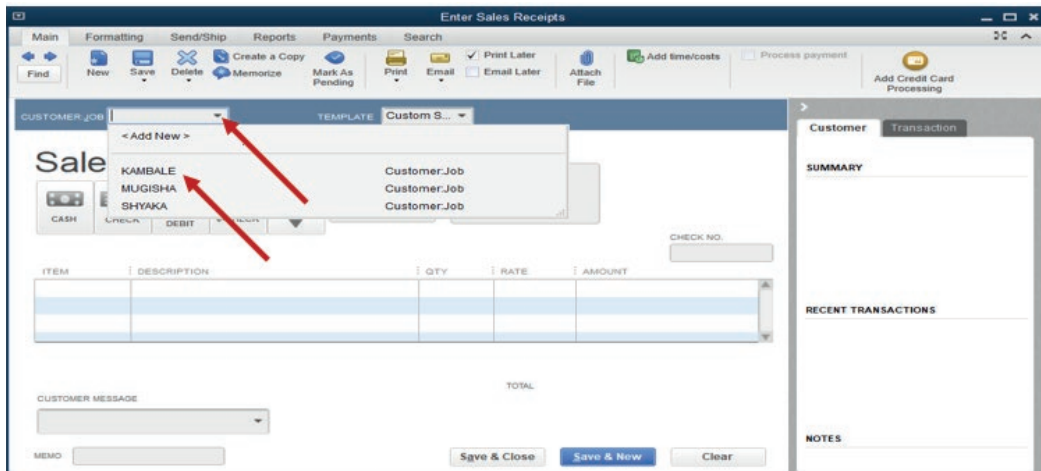 Enter Sales Receipts
Main Formatting Send/Ship Reports Payments Search
Find New Save Delete Create a Copy Memorize Mark As Pending Print Email Print Later Email Later Attach File Add time/costs Process payment Add Credit Card Processing
CUSTOMER:JOB TEMPLATE Custom S...
< Add New >
KAMBALE Customer:Job
MUGISHA Customer:Job
SHYAKA Customer:Job
Sale
CASH DEBIT
CHECK NO.
ITEM DESCRIPTION QTY RATE AMOUNT
TOTAL
CUSTOMER MESSAGE
MEMO
Save & Close Save & New Clear
Customer Transaction
SUMMARY
RECENT TRANSACTIONS
NOTES